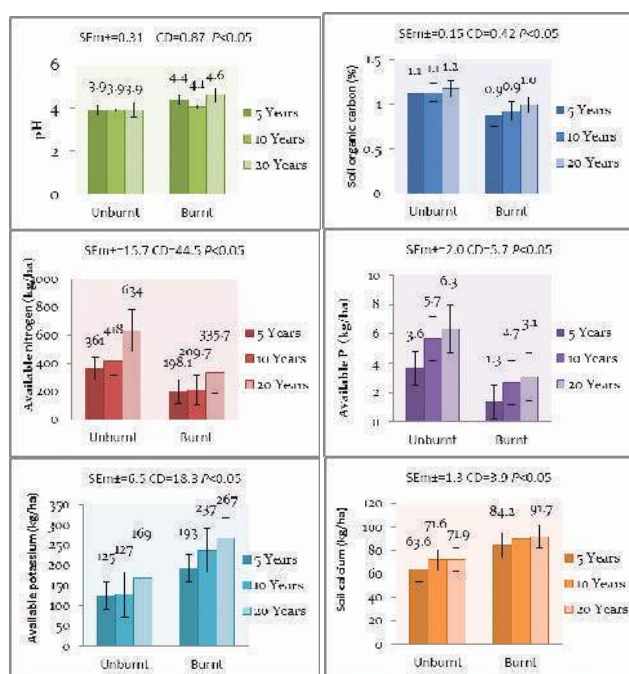 SEm±=0.31 CD=0.87 P<0.05
pH
6
4
2
0
3.9 3.9 3.9
4.4 4.1 4.6
Unburnt Burnt
5 Years
10 Years
20 Years
SEm±=0.15 CD=0.42 P<0.05
Soil organic carbon (%)
1.5
1
0.5
0
1.1 1.1 1.2
0.9 0.9 1.0
Unburnt Burnt
5 Years
10 Years
20 Years
SEm±=15.7 CD=44.5 P<0.05
Available nitrogen (kg/ha)
1000
800
600
400
200
0
361 418 634
198.1 209.7 335.7
Unburnt Burnt
5 Years
10 Years
20 Years
SEm±=2.0 CD=5.7 P<0.05
Available P (kg/ha)
10
8
6
4
2
0
3.6 5.7 6.3
1.3 2.7 3.1
Unburnt Burnt
5 Years
10 Years
20 Years
SEm±=6.5 CD=18.3 P<0.05
Available potassium (kg/ha)
350
300
250
200
150
100
50
0
125 127 169
193 237 267
Unburnt Burnt
5 Years
10 Years
20 Years
SEm±=1.3 CD=3.9 P<0.05
Soil calcium (kg/ha)
120
100
80
60
40
20
0
63.6 71.6 71.9
84.2 91.7
Unburnt Burnt
5 Years
10 Years
20 Years